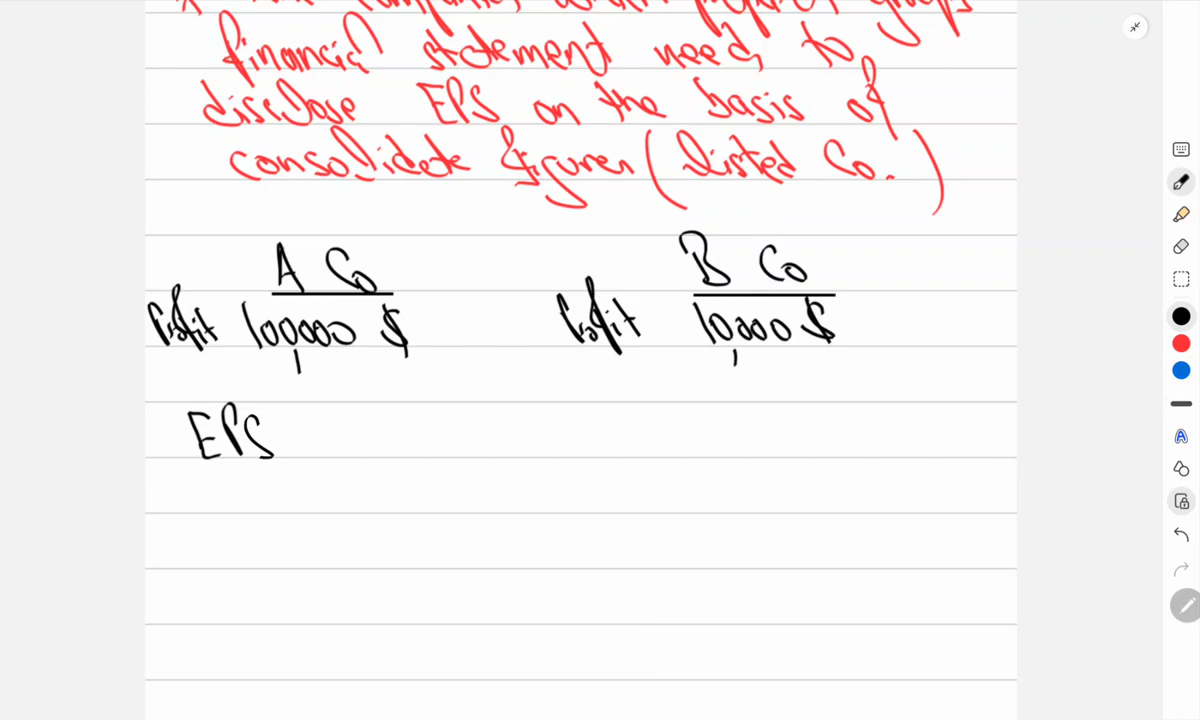 financial statement need to
disclose EPS on the basis of
consolidate figures (listed Co.)
A Co B Co
Profit 100,000 $ Profit 10,000 $
EPS